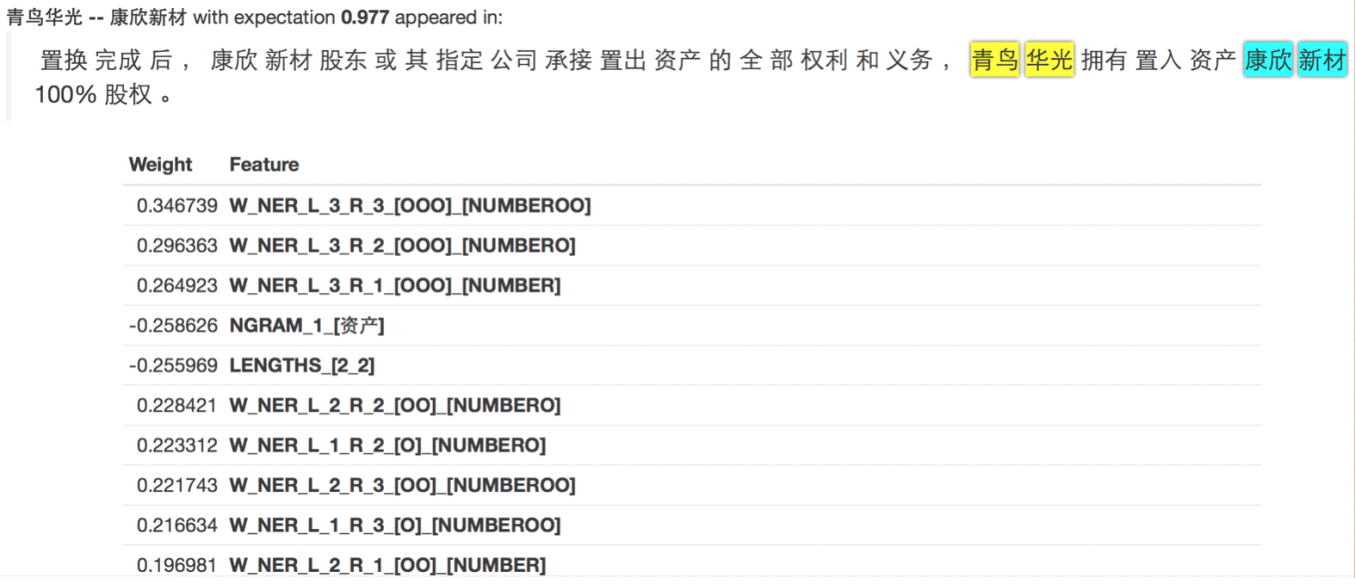 青鸟华光 -- 康欣新材 with expectation 0.977 appeared in:
置换 完成 后 ， 康欣 新材 股东 或 其 指定 公司 承接 置出 资产 的 全 部 权利 和 义务 ， 青鸟 华光 拥有 置入 资产 康欣 新材
100% 股权 。
Weight Feature
0.346739 W_NER_L_3_R_3_[OOO]_[NUMBEROO]
0.296363 W_NER_L_3_R_2_[OOO]_[NUMBERO]
0.264923 W_NER_L_3_R_1_[OOO]_[NUMBER]
-0.258626 NGRAM_1_[资产]
-0.255969 LENGTHS_[2_2]
0.228421 W_NER_L_2_R_2_[OO]_[NUMBERO]
0.223312 W_NER_L_1_R_2_[O]_[NUMBERO]
0.221743 W_NER_L_2_R_3_[OO]_[NUMBEROO]
0.216634 W_NER_L_1_R_3_[O]_[NUMBEROO]
0.196981 W_NER_L_2_R_1_[OO]_[NUMBER]